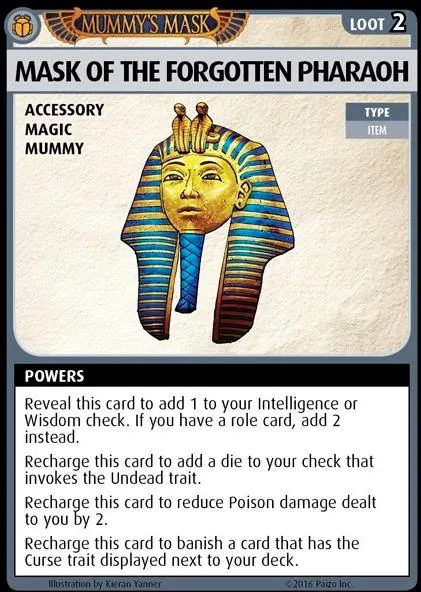 MUMMY'S MASK
LOOT 2
MASK OF THE FORGOTTEN PHARAOH
ACCESSORY
MAGIC
MUMMY
TYPE
ITEM
POWERS
Reveal this card to add 1 to your Intelligence or
Wisdom check. If you have a role card, add 2
instead.
Recharge this card to add a die to your check that
invokes the Undead trait.
Recharge this card to reduce Poison damage dealt
to you by 2.
Recharge this card to banish a card that has the
Curse trait displayed next to your deck.
Illustration by Kieran Yanner
©2016 Paizo Inc.